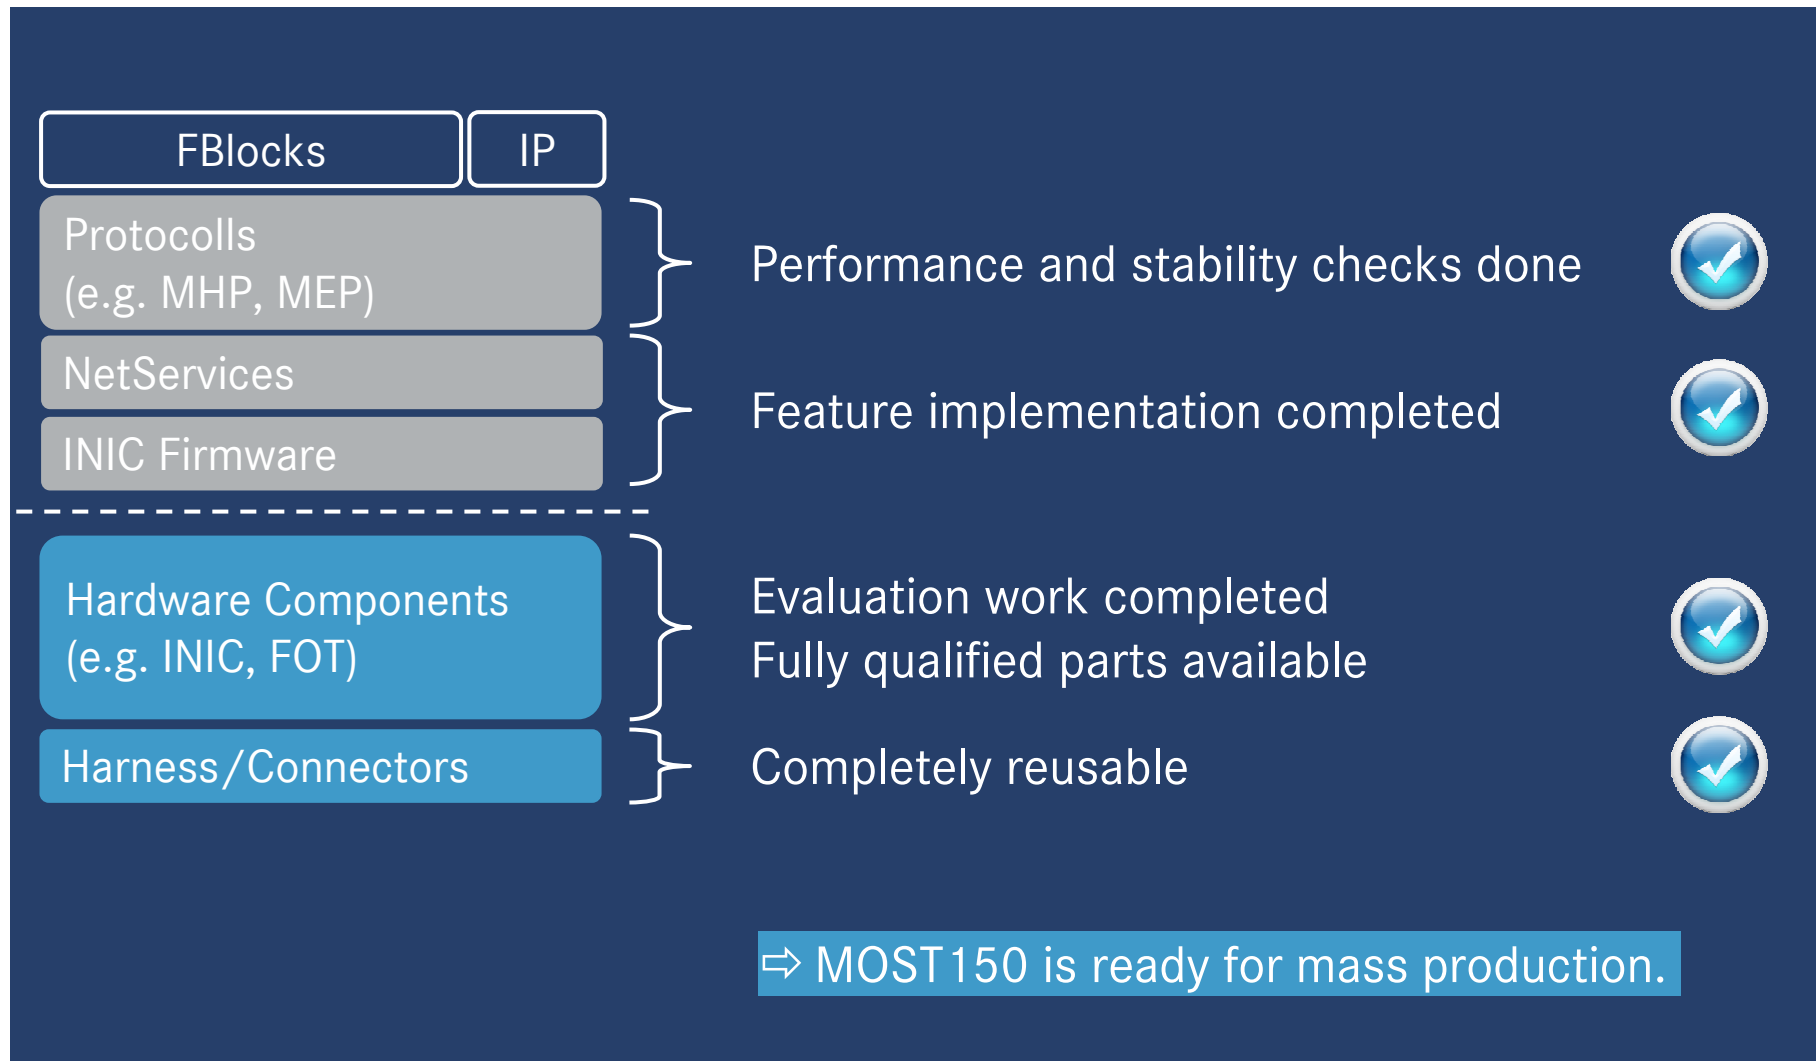 FBlocks
IP
Protocolls
(e.g. MHP, MEP)
Performance and stability checks done
NetServices
INIC Firmware
Feature implementation completed
Hardware Components
(e.g. INIC, FOT)
Evaluation work completed
Fully qualified parts available
Harness/Connectors
Completely reusable
⇨ MOST150 is ready for mass production.